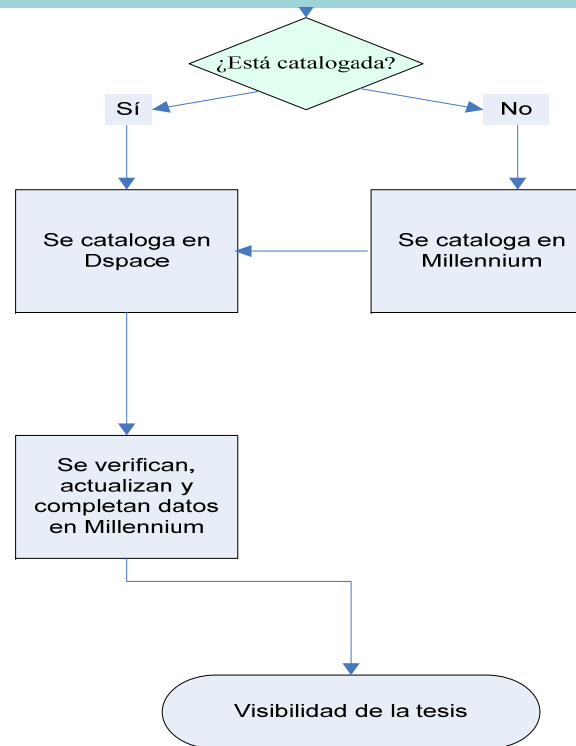 ¿Está catalogada?
Sí
No
Se cataloga en
Dspace
Se cataloga en
Millennium
Se verifican,
actualizan y
completan datos
en Millennium
Visibilidad de la tesis